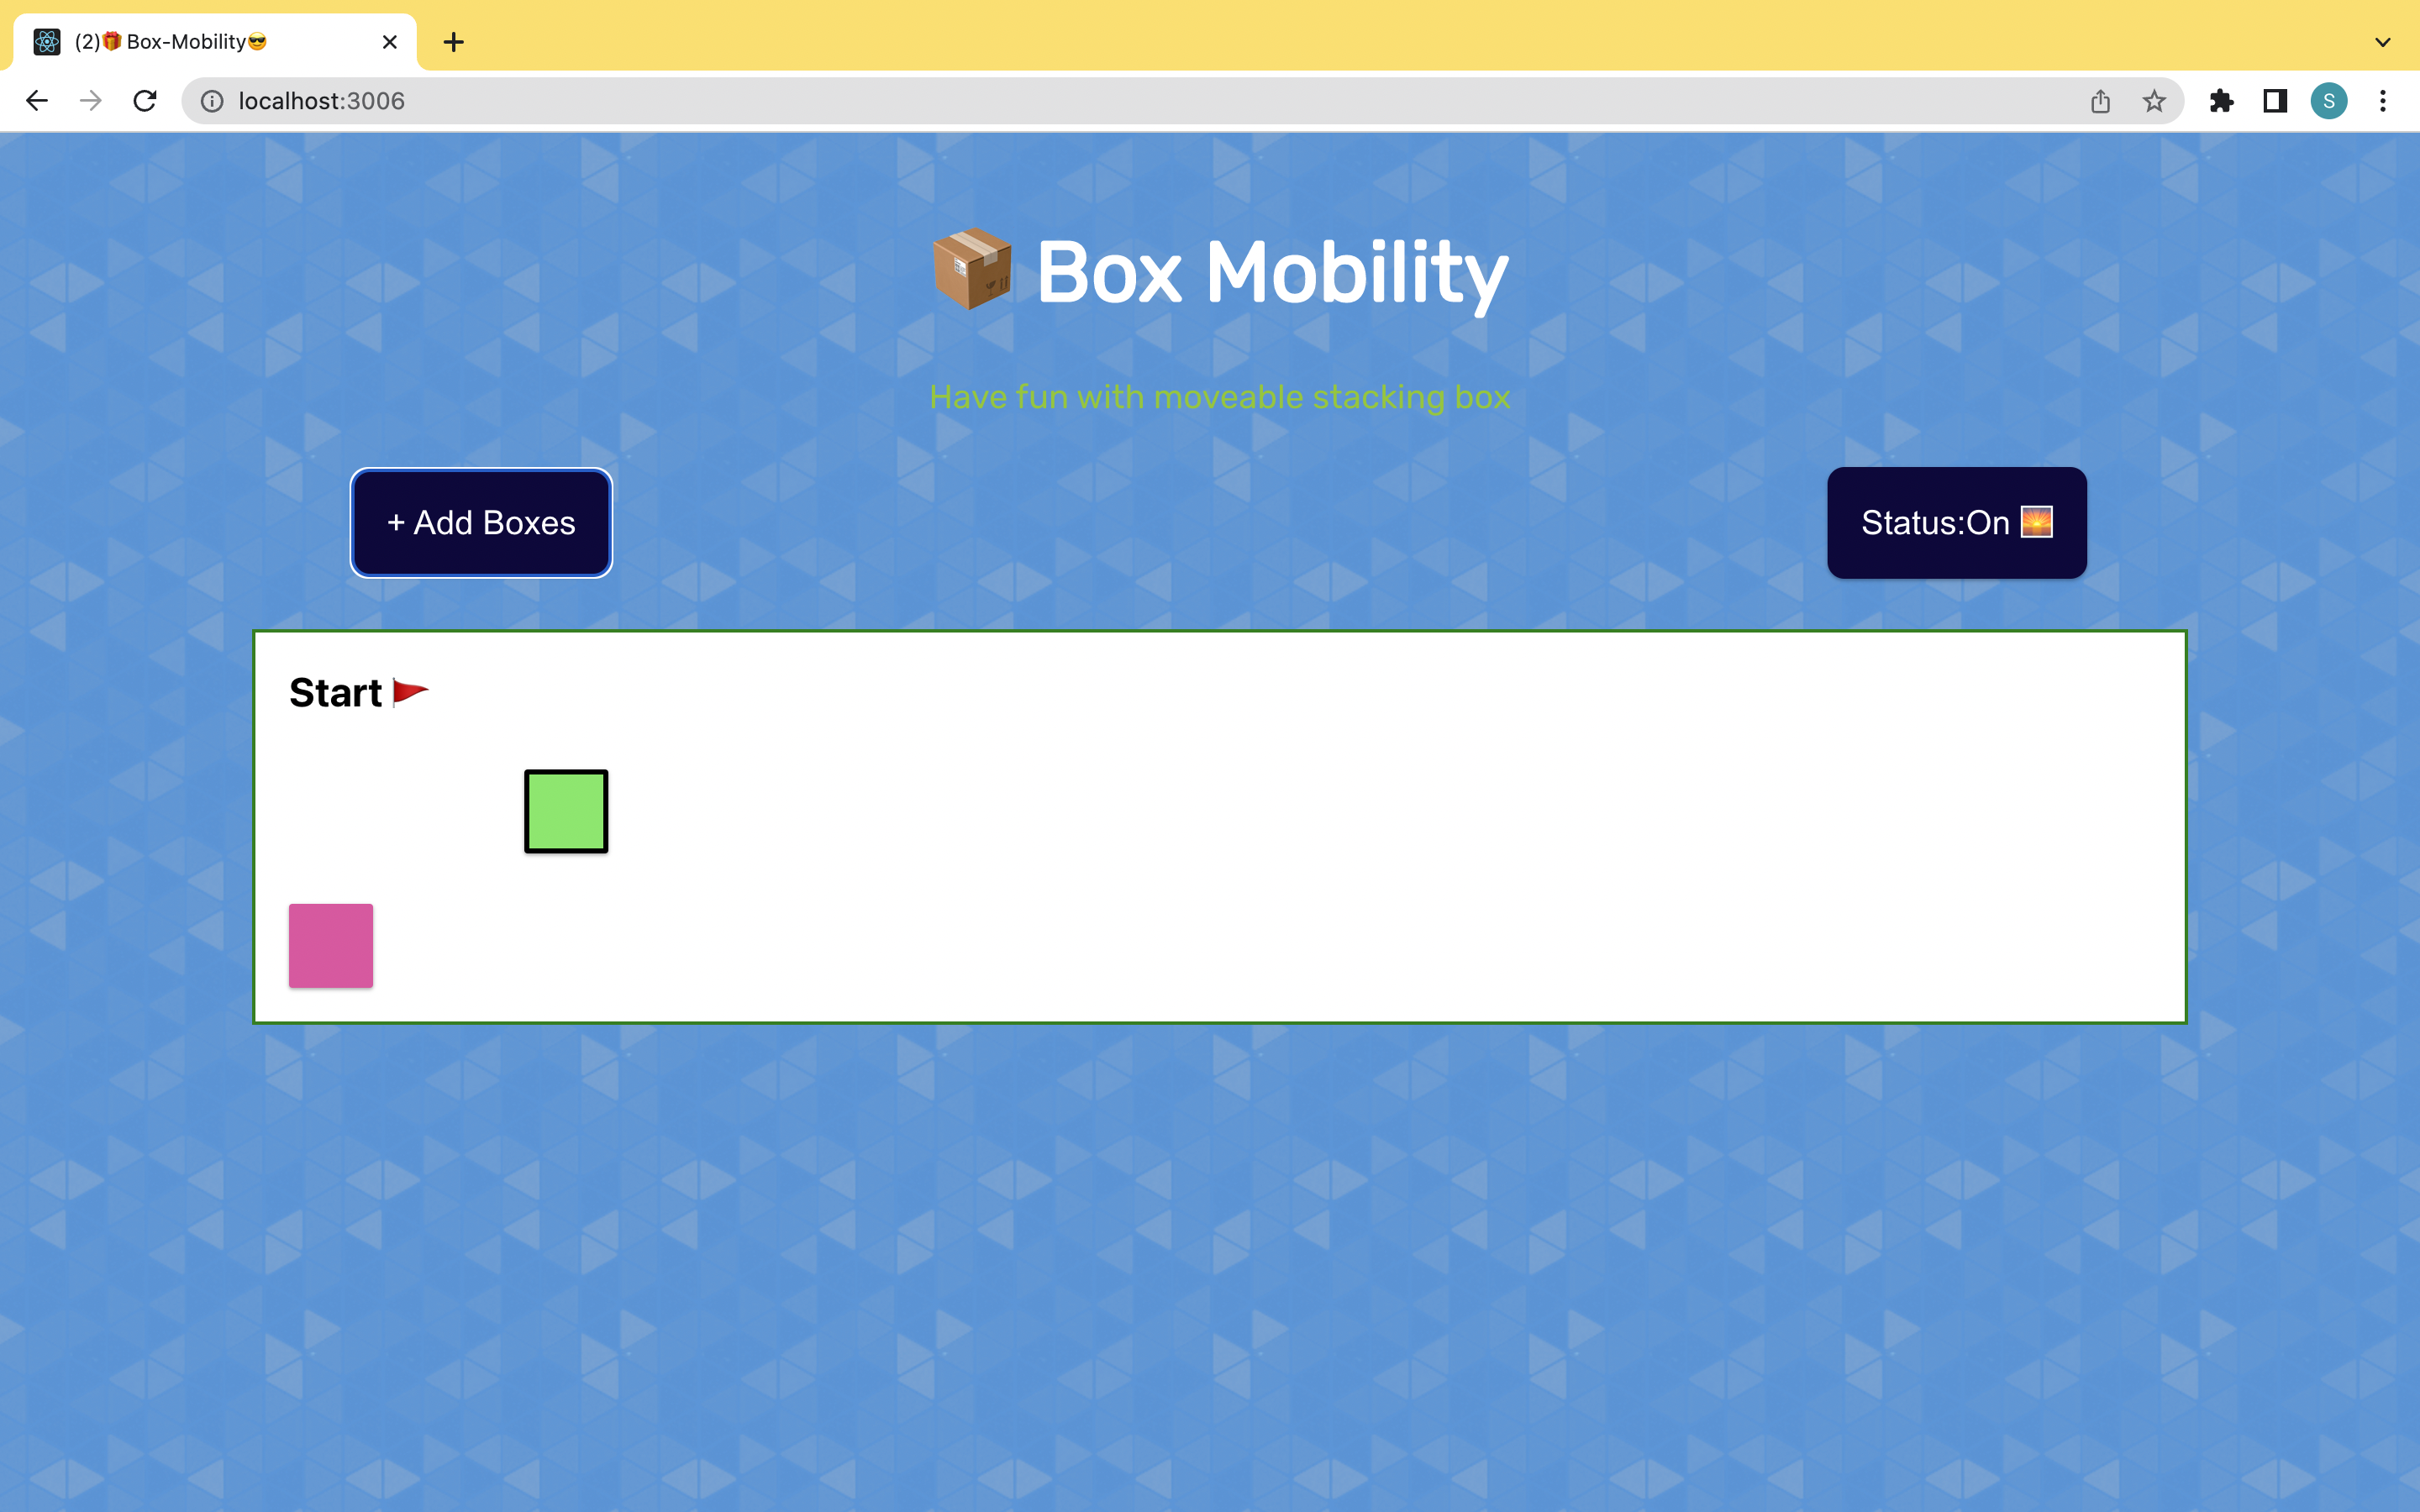 (2)🎁 Box-Mobility😎
localhost:3006
S
📦 Box Mobility
Have fun with moveable stacking box
+ Add Boxes
Status:On 🌅
Start 🚩